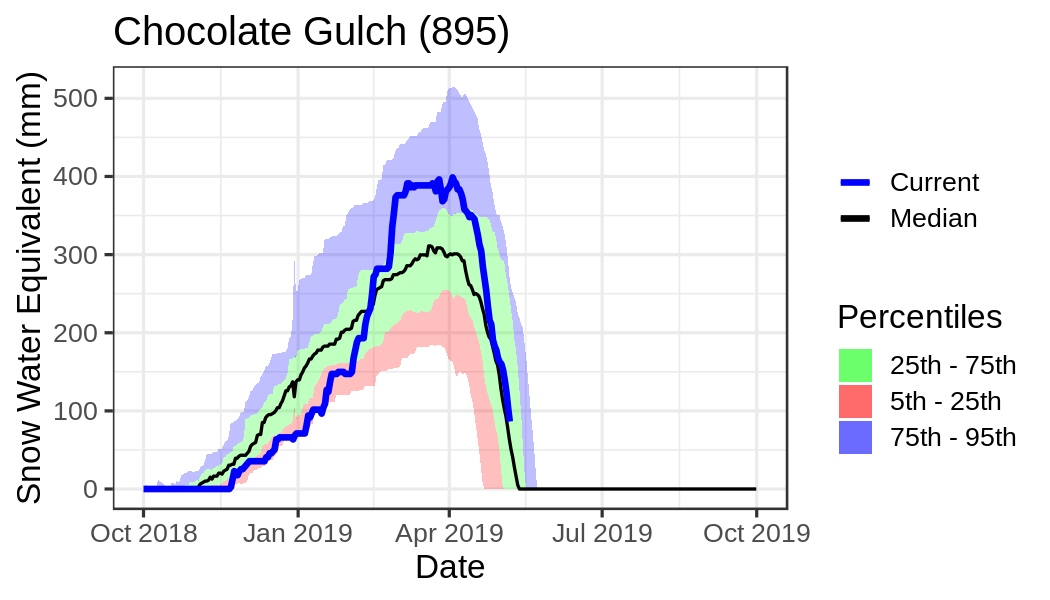 Chocolate Gulch (895)
Snow Water Equivalent (mm)
500
400
300
200
100
0
Oct 2018
Jan 2019
Apr 2019
Jul 2019
Oct 2019
Date
Current
Median
Percentiles
25th - 75th
5th - 25th
75th - 95th